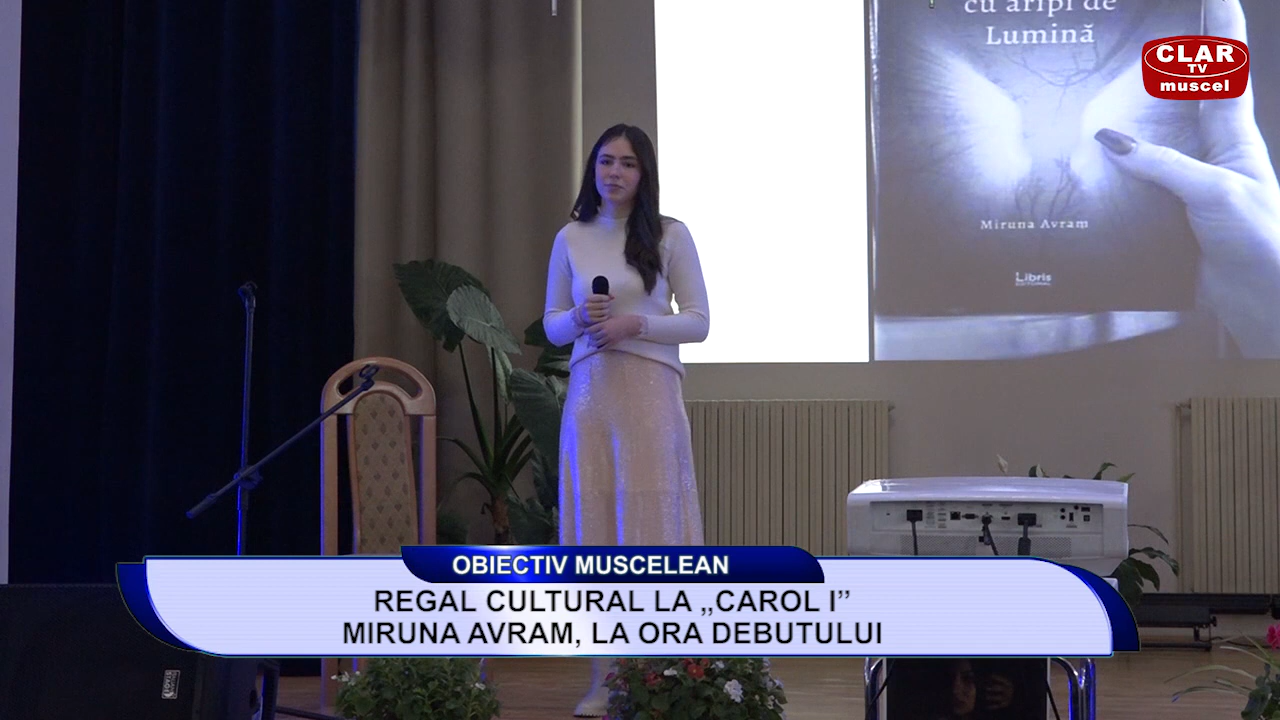 cu aripi de
Lumină
CLAR
TV
muscel
Miruna Avram
Libris
EDITORIAL
OBIECTIV MUSCELEAN
REGAL CULTURAL LA „CAROL I”
MIRUNA AVRAM, LA ORA DEBUTULUI